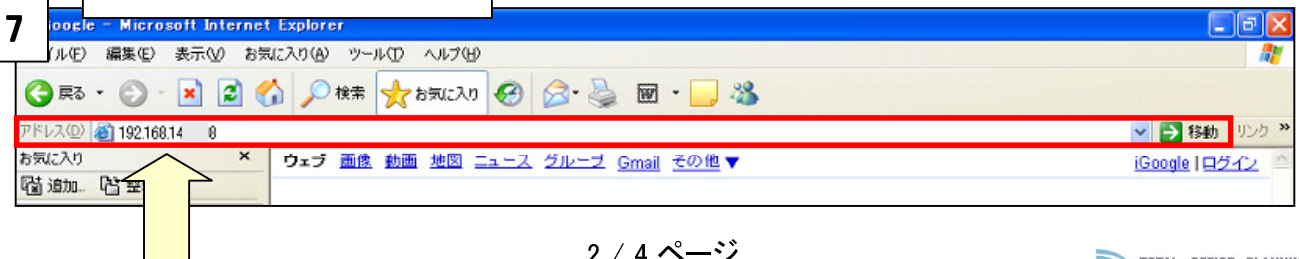 7
oogle - Microsoft Internet Explorer
イル(F) 編集(E) 表示(V) お気に入り(A) ツール(T) ヘルプ(H)
戻る 検索 お気に入り
アドレス(D) 192.168.14 8 移動 リンク »
お気に入り × ウェブ 画像 動画 地図 ニュース グループ Gmail その他 ▼ iGoogle | ログイン
追加...
2 / 4 ページ